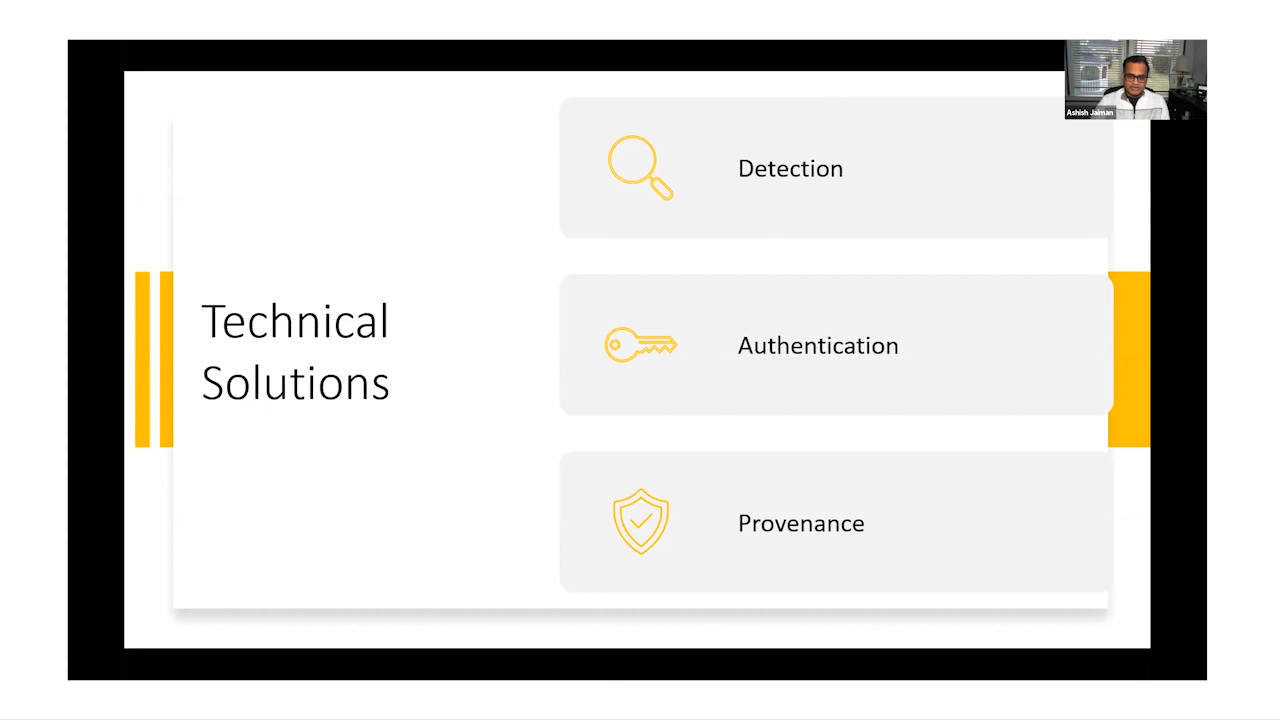 Ashish Jaiman
Technical
Solutions
Detection
Authentication
Provenance